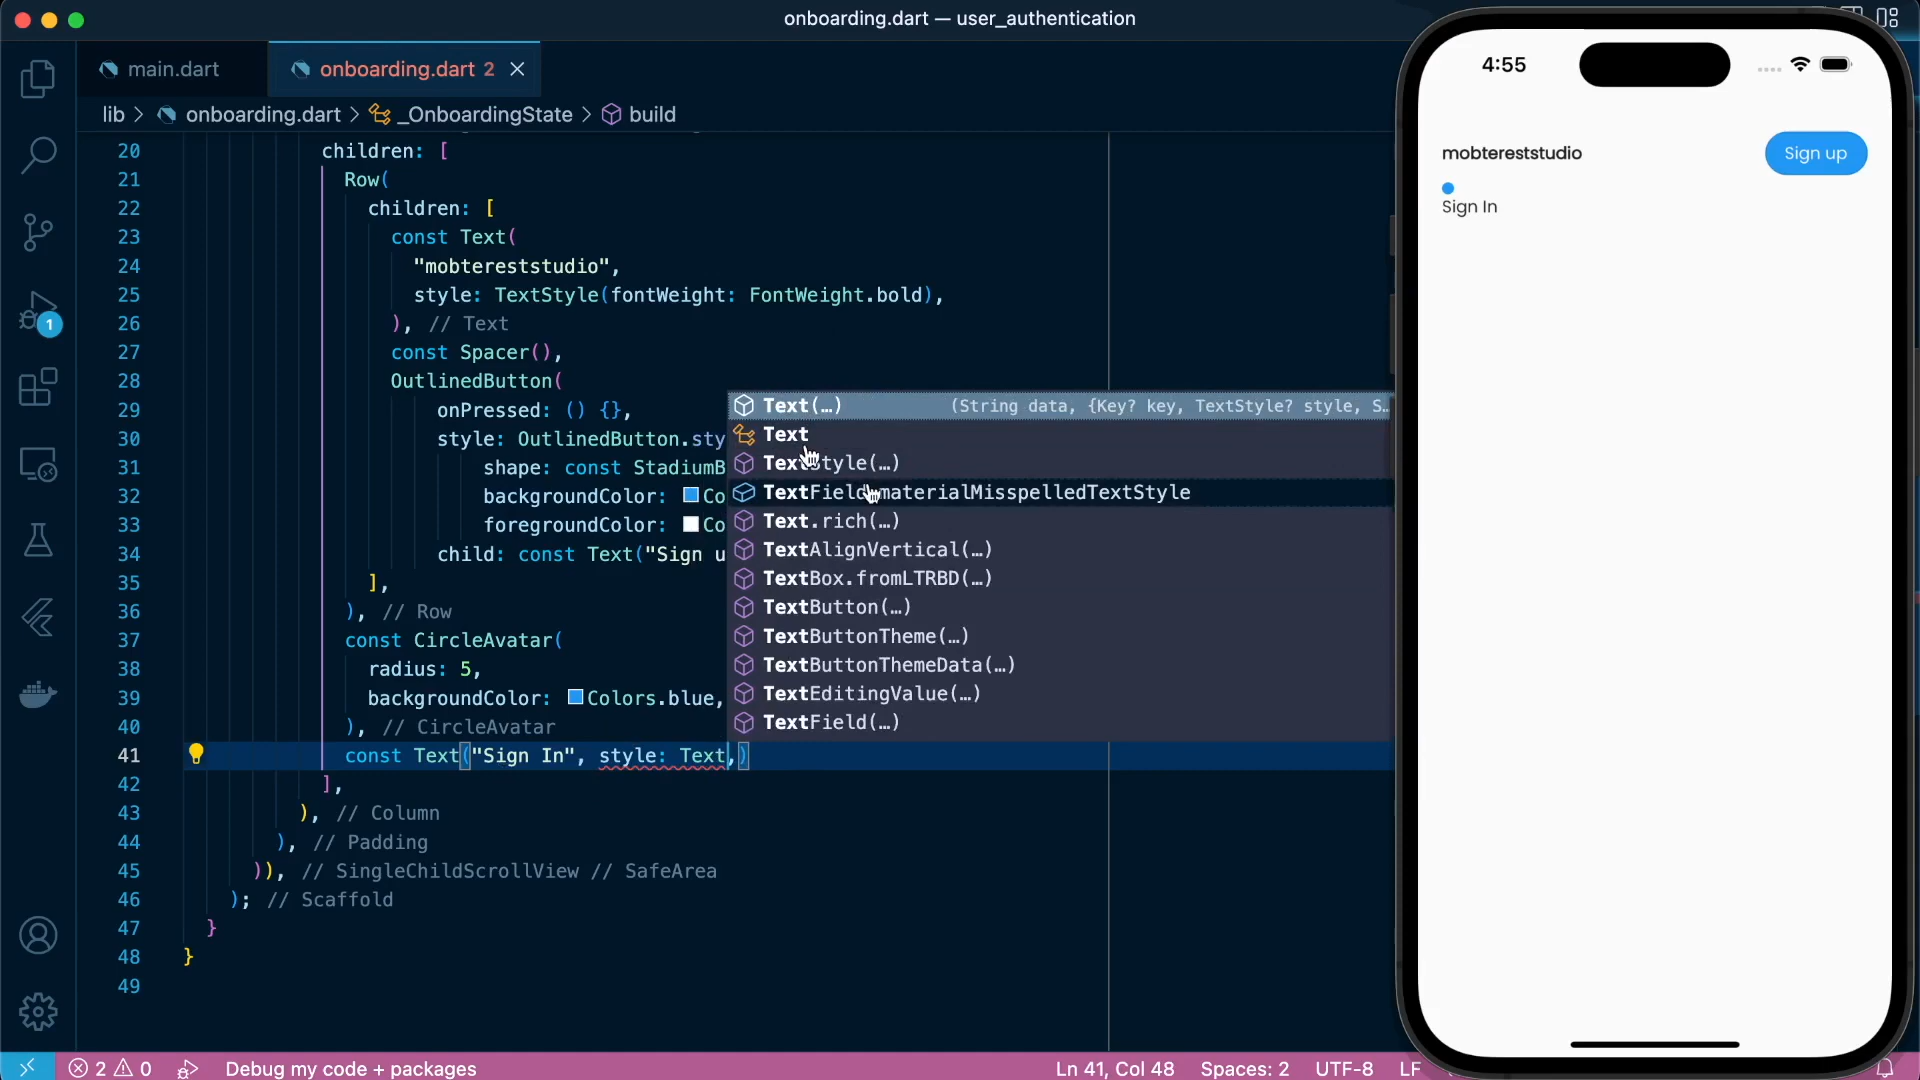 onboarding.dart — user_authentication
main.dart
onboarding.dart 2
lib > onboarding.dart > _OnboardingState > build
20 children: [
21 Row(
22 children: [
23 const Text(
24 "mobtereststudio",
25 style: TextStyle(fontWeight: FontWeight.bold),
26 ), // Text
27 const Spacer(),
28 OutlinedButton(
29 onPressed: () {},
30 style: OutlinedButton.sty
31 shape: const StadiumB
32 backgroundColor: Co
33 foregroundColor: Co
34 child: const Text("Sign u
35 ],
36 ), // Row
37 const CircleAvatar(
38 radius: 5,
39 backgroundColor: Colors.blue,
40 ), // CircleAvatar
41 const Text("Sign In", style: Text,)
42 ],
43 ), // Column
44 ), // Padding
45 )), // SingleChildScrollView // SafeArea
46 ); // Scaffold
47 }
48 }
49
Text(…) (String data, {Key? key, TextStyle? style, S…
Text
TextStyle(…)
TextField.materialMisspelledTextStyle
Text.rich(…)
TextAlignVertical(…)
TextBox.fromLTRBD(…)
TextButton(…)
TextButtonTheme(…)
TextButtonThemeData(…)
TextEditingValue(…)
TextField(…)
1
2 0 Debug my code + packages Ln 41, Col 48 Spaces: 2 UTF-8 LF
4:55
mobtereststudio
Sign up
Sign In